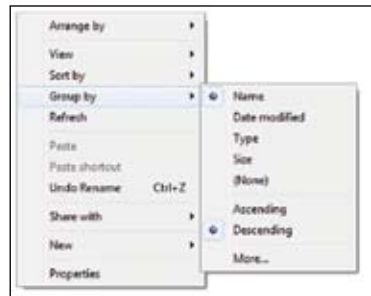 Arrange by
View
Sort by
Group by
Refresh
Paste
Paste shortcut
Undo Rename Ctrl+Z
Share with
New
Properties
Name
Date modified
Type
Size
(None)
Ascending
Descending
More...